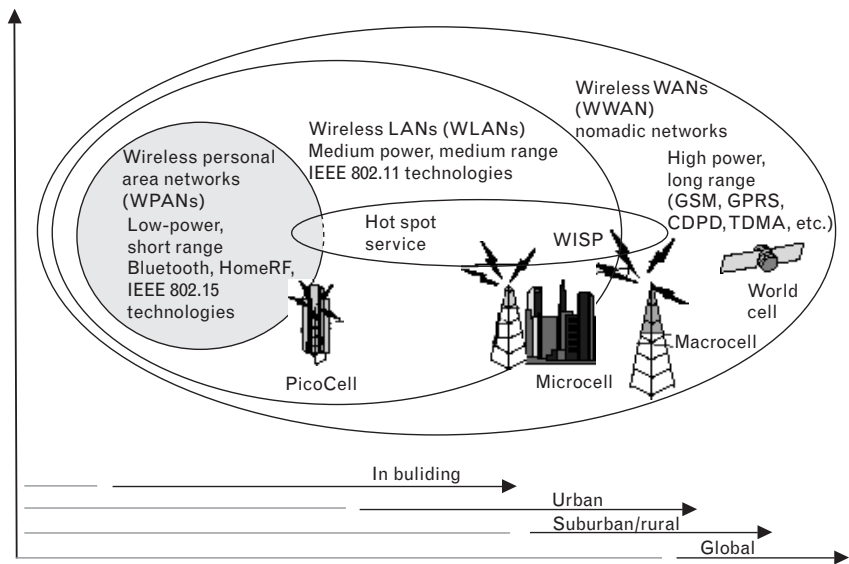 Wireless WANs
(WWAN)
nomadic networks
Wireless LANs (WLANs)
Medium power, medium range
IEEE 802.11 technologies
Wireless personal
area networks
(WPANs)
Low-power,
short range
Bluetooth, HomeRF,
IEEE 802.15
technologies
High power,
long range
(GSM, GPRS,
CDPD, TDMA, etc.)
Hot spot
service
WISP
World
cell
Macrocell
PicoCell
Microcell
In buliding
Urban
Suburban/rural
Global